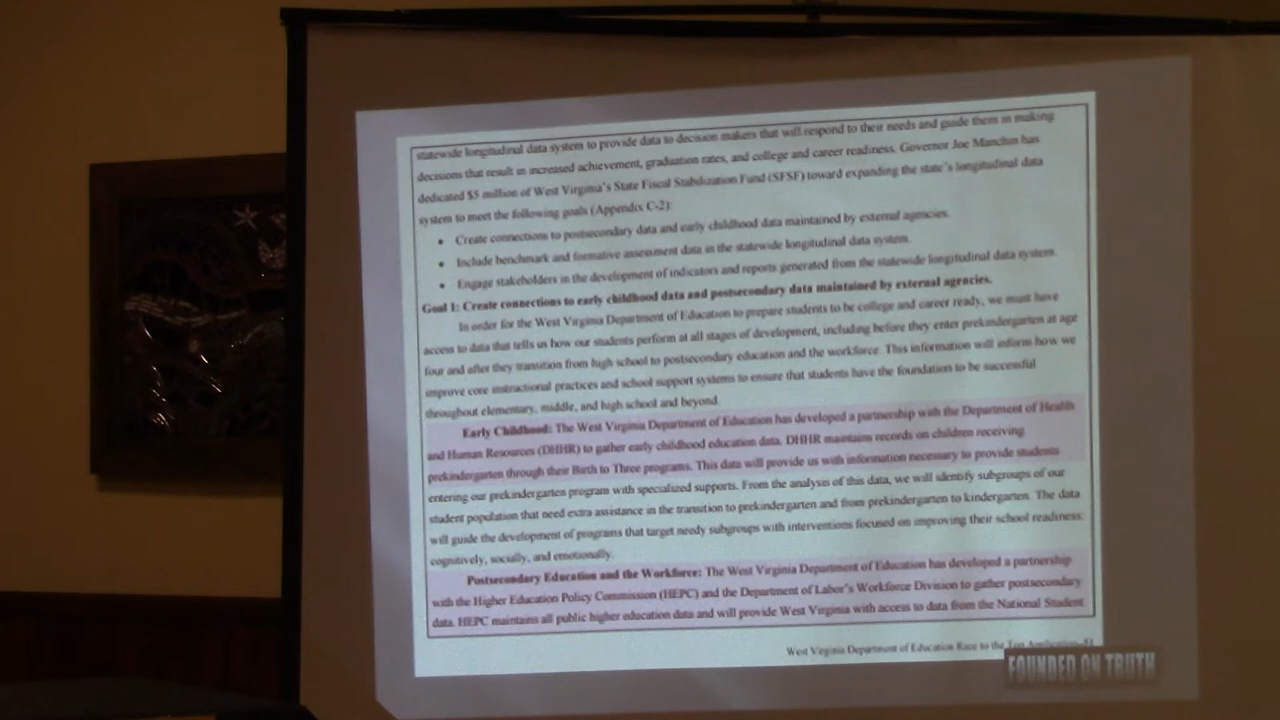 statewide longitudinal data system to provide data to decision makers that will respond to their needs and guide them in making
decisions that result in increased achievement, graduation rates, and college and career readiness. Governor Joe Manchin has
dedicated $5 million of West Virginia's State Fiscal Stabilization Fund (SFSF) toward expanding the state's longitudinal data
system to meet the following goals (Appendix C-2):
• Create connections to postsecondary data and early childhood data maintained by external agencies.
• Include benchmark and formative assessment data in the statewide longitudinal data system.
• Engage stakeholders in the development of indicators and reports generated from the statewide longitudinal data system.
Goal 1: Create connections to early childhood data and postsecondary data maintained by external agencies.
In order for the West Virginia Department of Education to prepare students to be college and career ready, we must have
access to data that tells us how our students perform at all stages of development, including before they enter prekindergarten at age
four and after they transition from high school to postsecondary education and the workforce. This information will inform how we
improve core instructional practices and school support systems to ensure that students have the foundation to be successful
throughout elementary, middle, and high school and beyond.
Early Childhood: The West Virginia Department of Education has developed a partnership with the Department of Health
and Human Resources (DHHR) to gather early childhood education data. DHHR maintains records on children receiving
prekindergarten through their Birth to Three programs. This data will provide us with information necessary to provide students
entering our prekindergarten program with specialized supports. From the analysis of this data, we will identify subgroups of our
student population that need extra assistance in the transition to prekindergarten and from prekindergarten to kindergarten. The data
will guide the development of programs that target needy subgroups with interventions focused on improving their school readiness:
cognitively, socially, and emotionally.
Postsecondary Education and the Workforce: The West Virginia Department of Education has developed a partnership
with the Higher Education Policy Commission (HEPC) and the Department of Labor's Workforce Division to gather postsecondary
data. HEPC maintains all public higher education data and will provide West Virginia with access to data from the National Student
West Virginia Department of Education Race to the Top Application
FOUNDED ON TRUTH